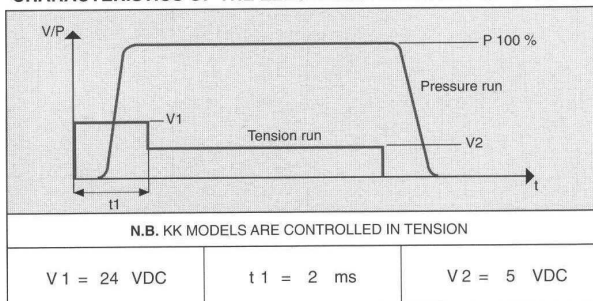 V/P
P 100 %
Pressure run
V1
Tension run
V2
t
t1
N.B. KK MODELS ARE CONTROLLED IN TENSION
V 1 = 24 VDC
t 1 = 2 ms
V 2 = 5 VDC